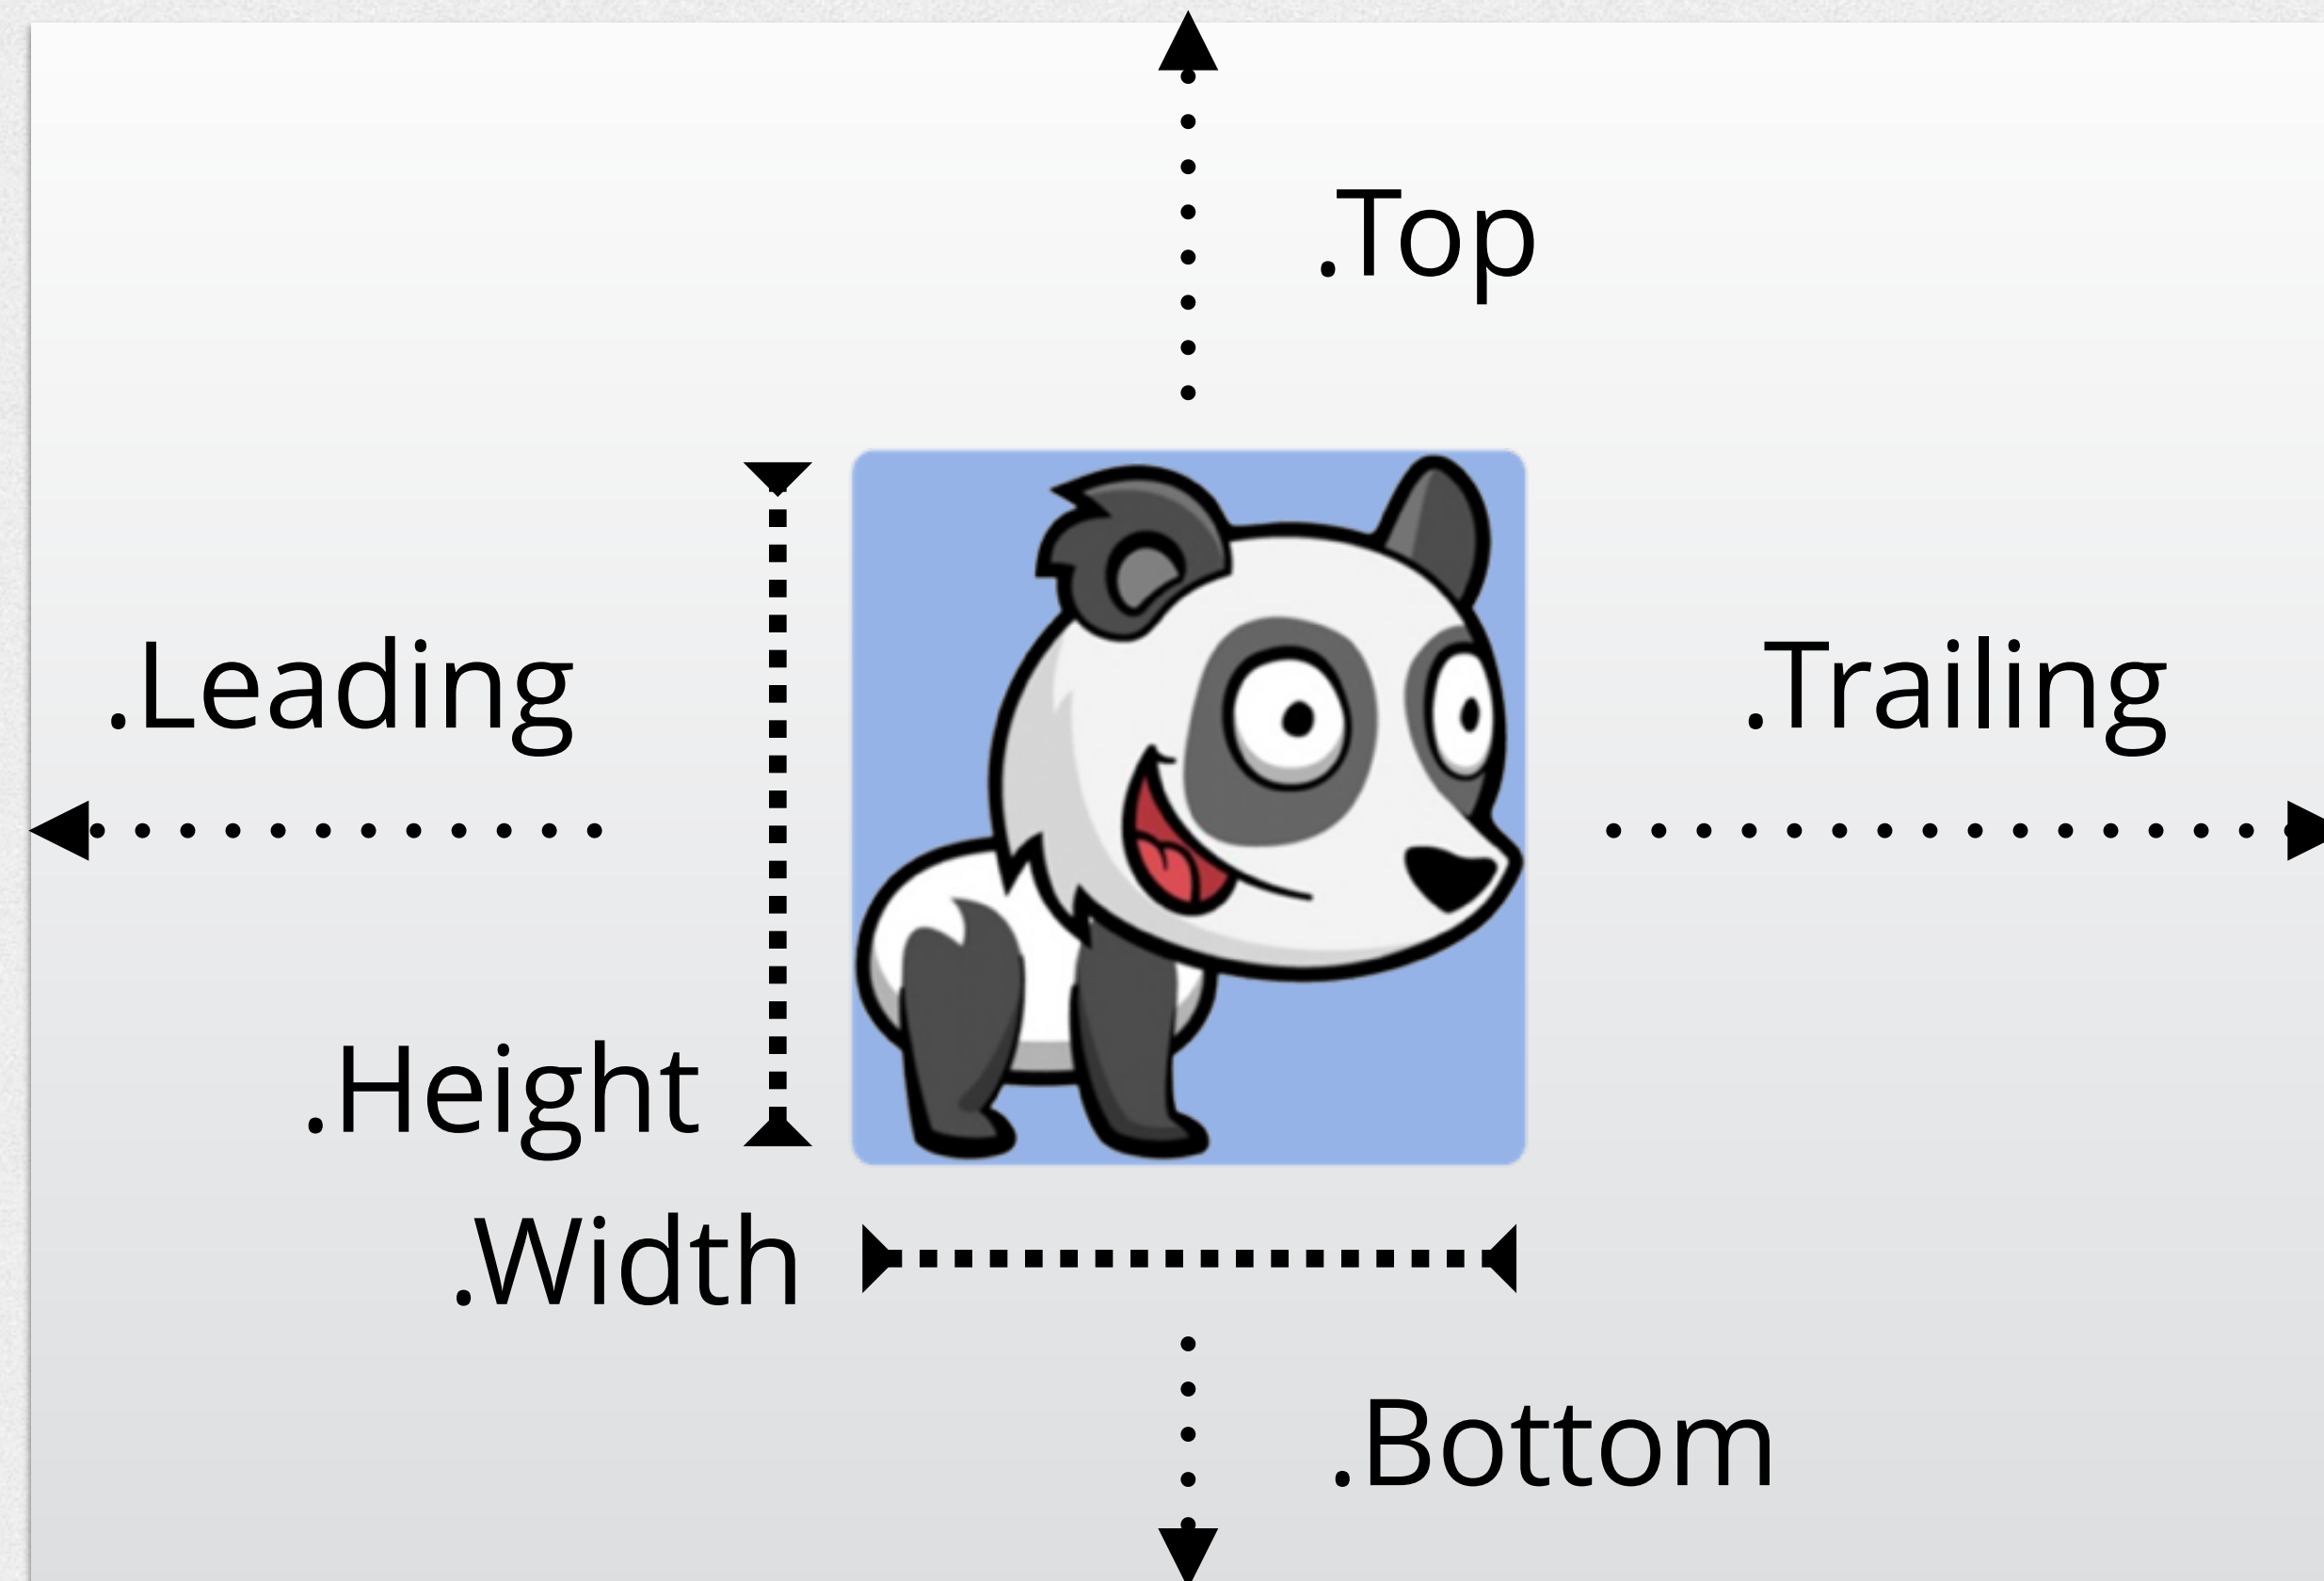 .Top
.Leading
.Trailing
.Height
.Width
.Bottom